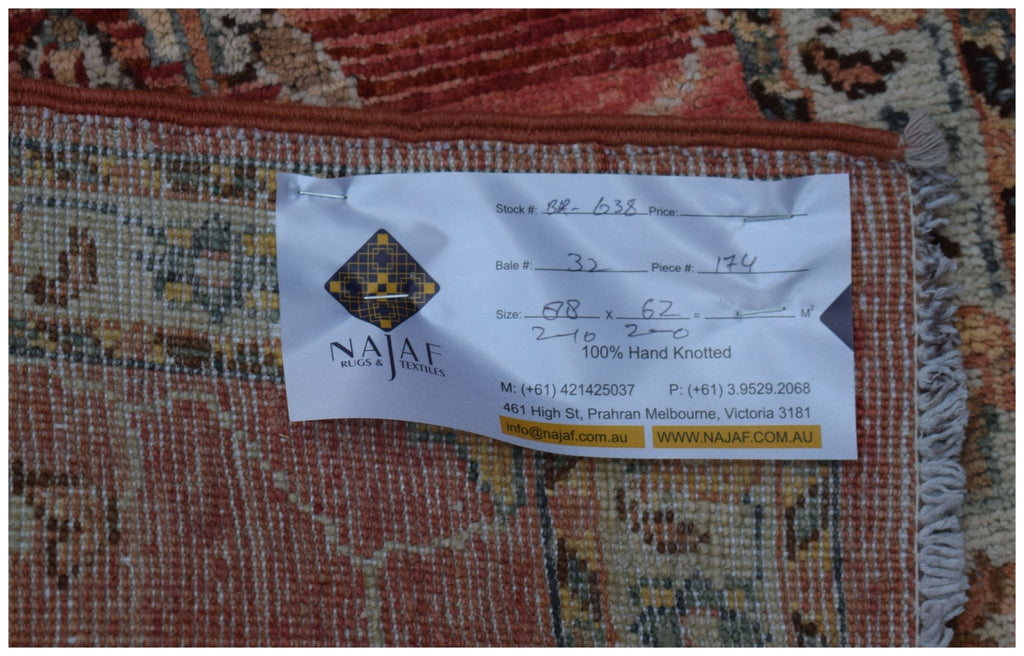 NAJAF
RUGS & TEXTILES
Stock #: BR- 638 Price:
Bale #: 32 Piece #: 174
Size: 88 x 62 = M²
2-10 2-0
100% Hand Knotted
M: (+61) 421425037 P: (+61) 3.9529.2068
461 High St, Prahran Melbourne, Victoria 3181
info@najaf.com.au WWW.NAJAF.COM.AU